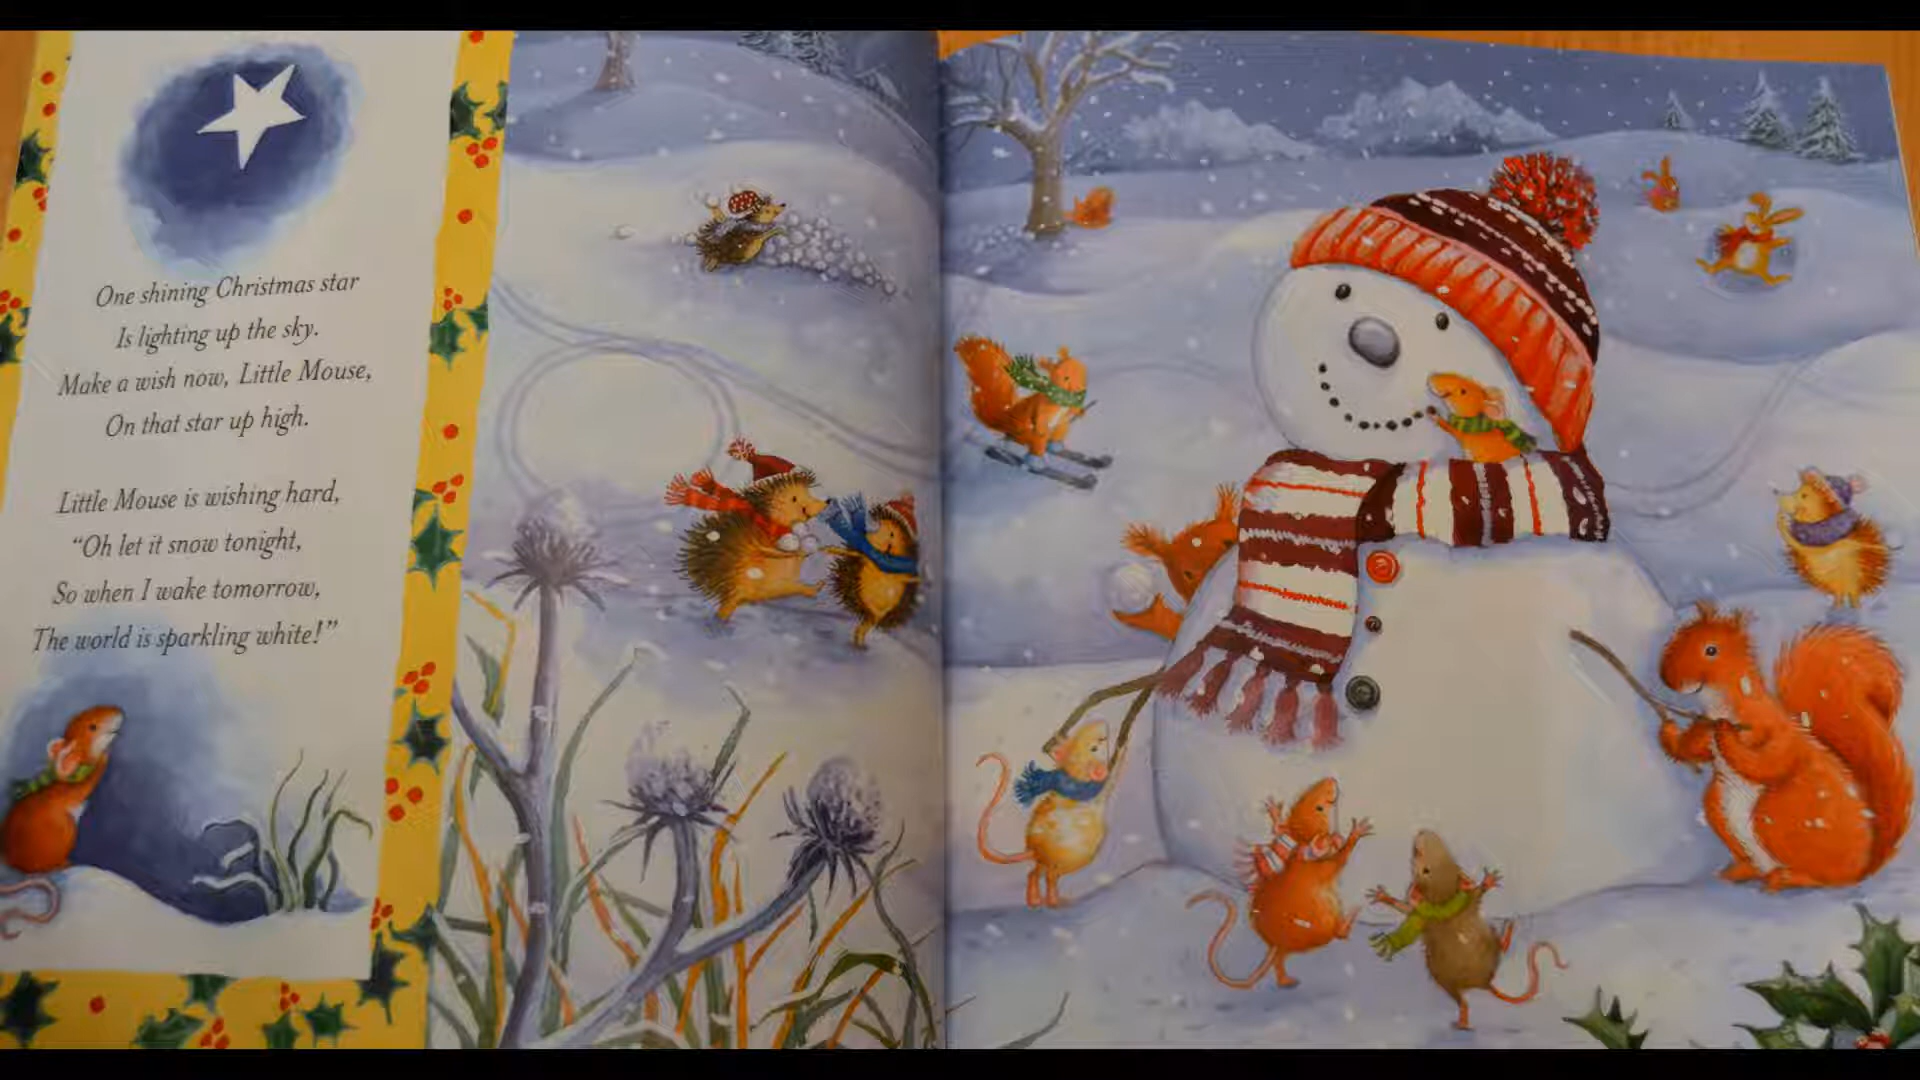 One shining Christmas star
Is lighting up the sky.
Make a wish now, Little Mouse,
On that star up high.
Little Mouse is wishing hard,
“Oh let it snow tonight,
So when I wake tomorrow,
The world is sparkling white!”